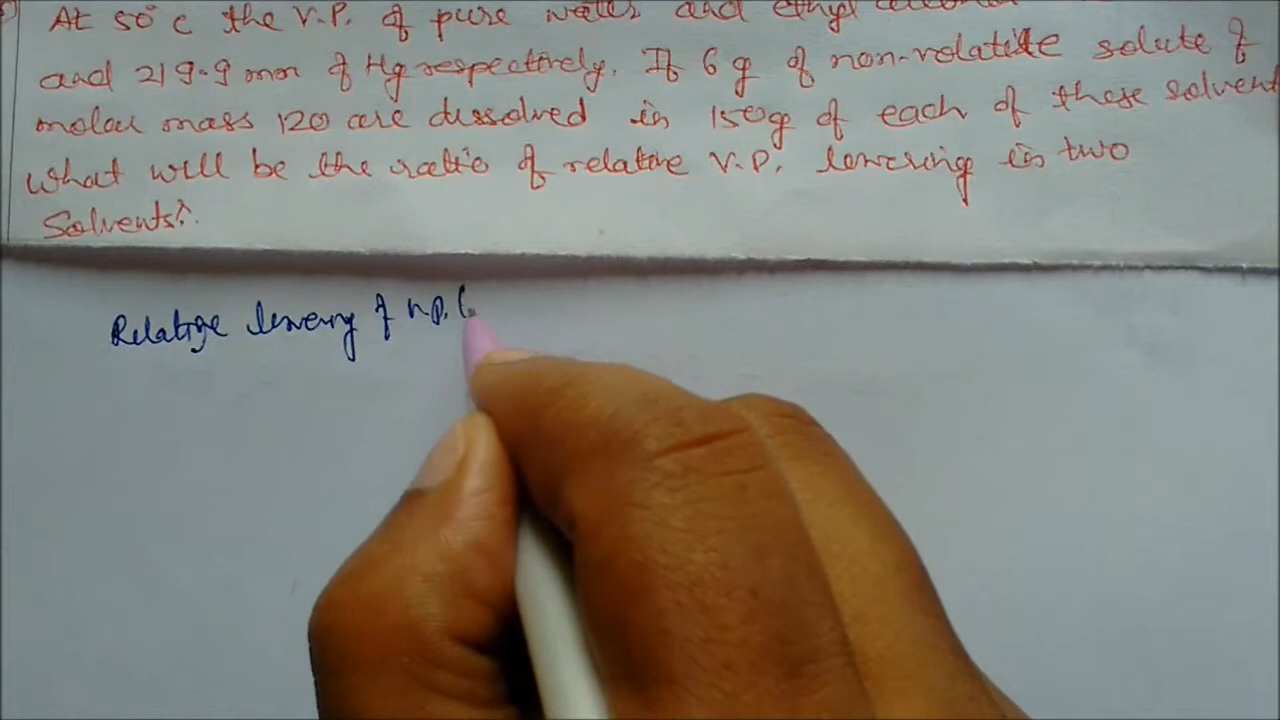 At 50°c the V.P. of pure water and ethyl
and 219.9 mm of Hg respectively. If 6 g of non-volatile solute of
molar mass 120 are dissolved in 150g of each of these solvent
what will be the ratio of relative V.P. lowering in two
Solvents?
Relative lowering of v.p. (